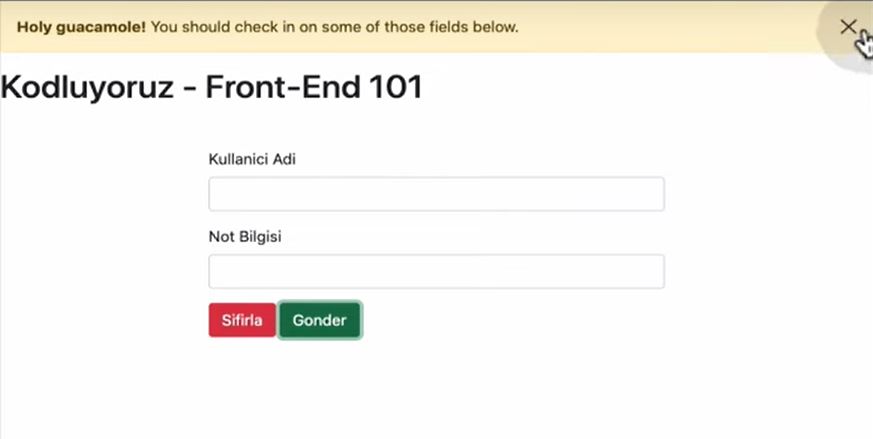 Holy guacamole! You should check in on some of those fields below.
Kodluyoruz - Front-End 101
Kullanici Adi
Not Bilgisi
Sifirla Gonder